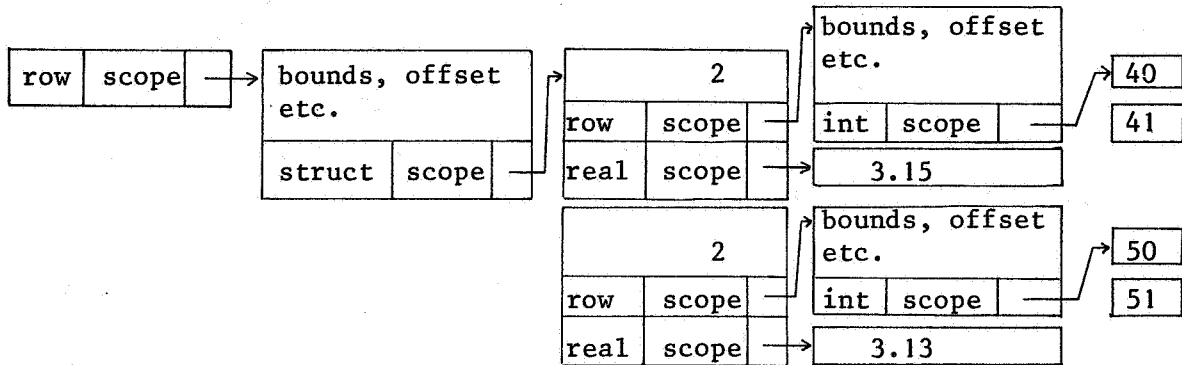 row scope
bounds, offset
etc.
struct scope
2
row scope
real scope
bounds, offset
etc.
int scope
40
41
3.15
2
row scope
real scope
bounds, offset
etc.
int scope
50
51
3.13